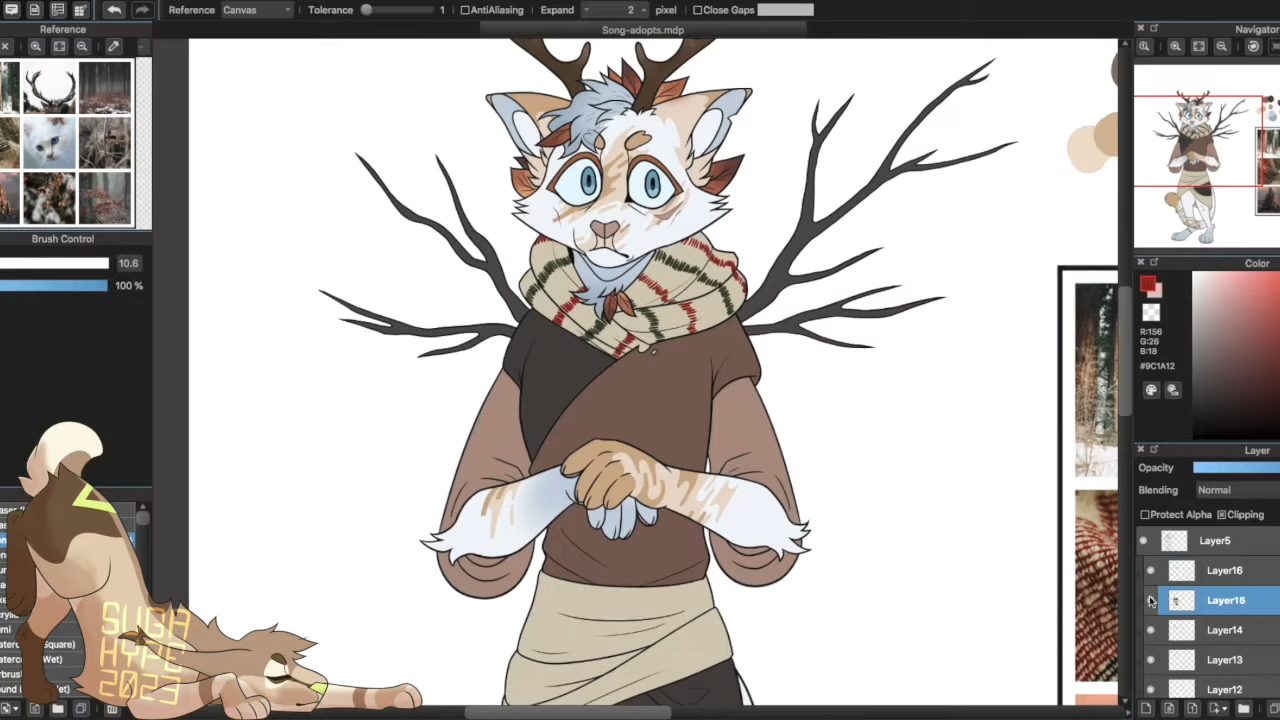 Reference Canvas Tolerance 1 AntiAliasing Expand 2 pixel Close Gaps
Reference
Song-adopts.mdp
Navigator
Brush Control
10.6
100 %
Color
R:156
G:26
B:18
#9C1A12
Layer
Opacity
Blending Normal
Protect Alpha Clipping
Layer5
Layer16
Layer15
Layer14
Layer13
Layer12
SUGA
HYPE
2023
Square)
Wet)